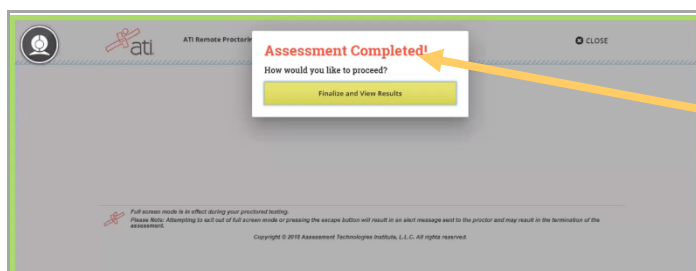 ati
ATI Remote Proctorin
Assessment Completed!
CLOSE
How would you like to proceed?
Finalize and View Results
Full screen mode is in effect during your proctored testing.
Please Note: Attempting to exit out of full screen mode or pressing the escape button will result in an alert message sent to the proctor and may result in the termination of the
assessment.
Copyright © 2019 Assessment Technologies Institute, L.L.C. All rights reserved.